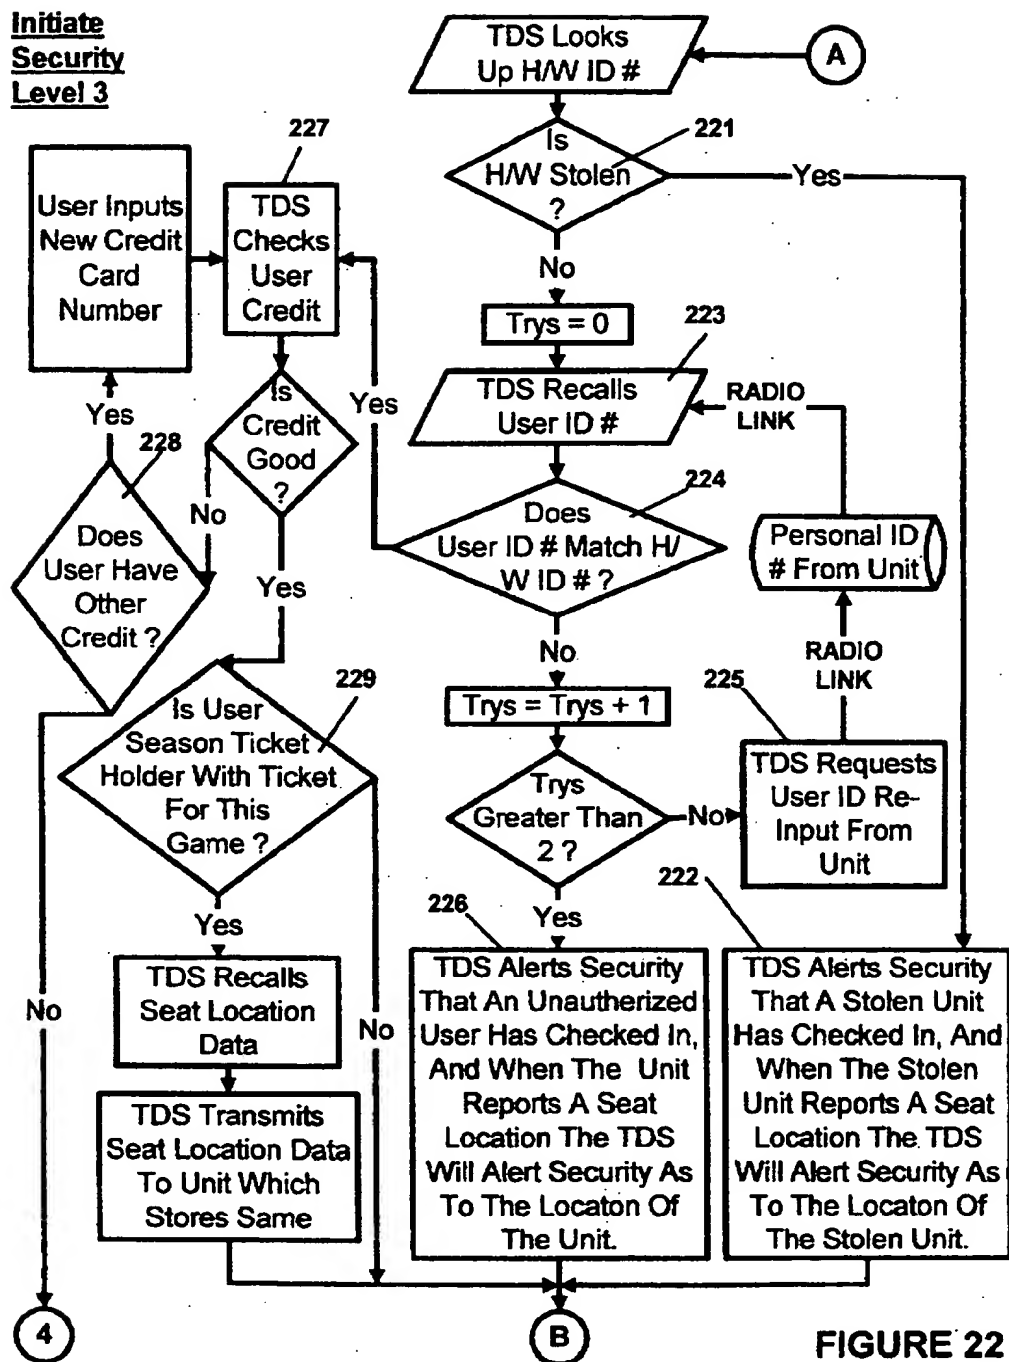 Initiate
Security
Level 3
TDS Looks
Up H/W ID #
A
221
Is
H/W Stolen
?
Yes
No
Trys = 0
223
TDS Recalls
User ID #
RADIO
LINK
224
Does
User ID # Match H/
W ID # ?
Yes
Personal ID
# From Unit
RADIO
LINK
No
Trys = Trys + 1
Trys
Greater Than
2 ?
No
225
TDS Requests
User ID Re-
Input From
Unit
Yes
226
TDS Alerts Security
That An Unautherized
User Has Checked In,
And When The Unit
Reports A Seat
Location The TDS
Will Alert Security As
To The Locaton Of
The Unit.
222
TDS Alerts Security
That A Stolen Unit
Has Checked In, And
When The Stolen
Unit Reports A Seat
Location The TDS
Will Alert Security As
To The Locaton Of
The Stolen Unit.
227
TDS
Checks
User
Credit
User Inputs
New Credit
Card
Number
Is
Credit
Good
?
Yes
228
No
Does
User Have
Other
Credit ?
Yes
229
Is User
Season Ticket
Holder With Ticket
For This
Game ?
Yes
TDS Recalls
Seat Location
Data
No
No
TDS Transmits
Seat Location Data
To Unit Which
Stores Same
4
B
FIGURE 22